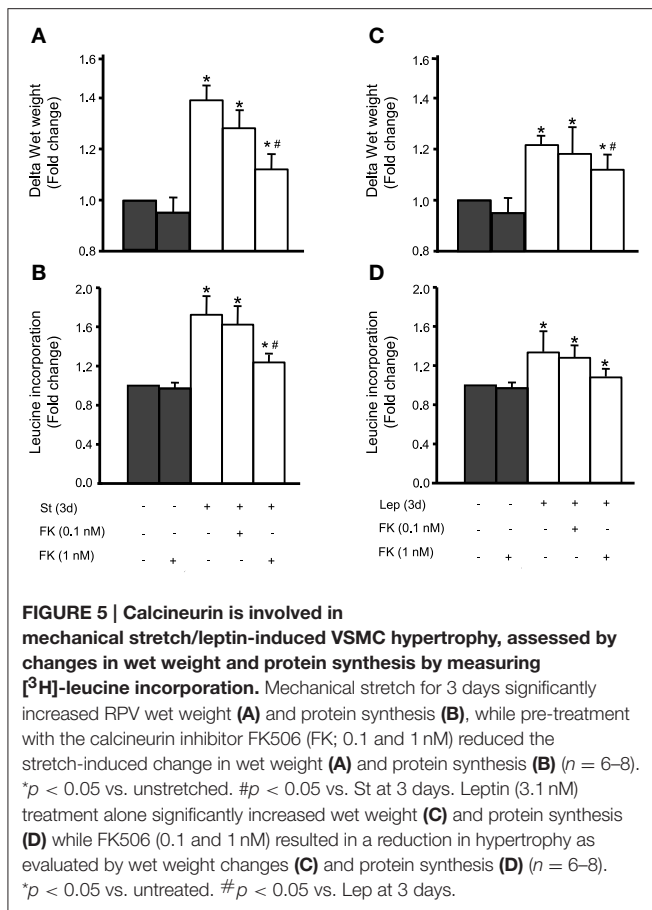 A
C
Delta Wet weight
(Fold change)
1.4
1.2
1.0
0.8
* * * #
Delta Wet weight
(Fold change)
1.4
1.2
1.0
0.8
* * * #
B
D
Leucine incorporation
(Fold change)
2.0
1.6
1.2
0.8
0.4
0.0
* * * #
Leucine incorporation
(Fold change)
2.0
1.6
1.2
0.8
0.4
0.0
* * *
St (3d) - - + + +
FK (0.1 nM) - - - + -
FK (1 nM) - + - - +
Lep (3d) - - + + +
FK (0.1 nM) - - - + -
FK (1 nM) - + - - +
FIGURE 5 | Calcineurin is involved in
mechanical stretch/leptin-induced VSMC hypertrophy, assessed by
changes in wet weight and protein synthesis by measuring
[³H]-leucine incorporation. Mechanical stretch for 3 days significantly
increased RPV wet weight (A) and protein synthesis (B), while pre-treatment
with the calcineurin inhibitor FK506 (FK; 0.1 and 1 nM) reduced the
stretch-induced change in wet weight (A) and protein synthesis (B) (n = 6–8).
*p < 0.05 vs. unstretched. #p < 0.05 vs. St at 3 days. Leptin (3.1 nM)
treatment alone significantly increased wet weight (C) and protein synthesis
(D) while FK506 (0.1 and 1 nM) resulted in a reduction in hypertrophy as
evaluated by wet weight changes (C) and protein synthesis (D) (n = 6–8).
*p < 0.05 vs. untreated. #p < 0.05 vs. Lep at 3 days.